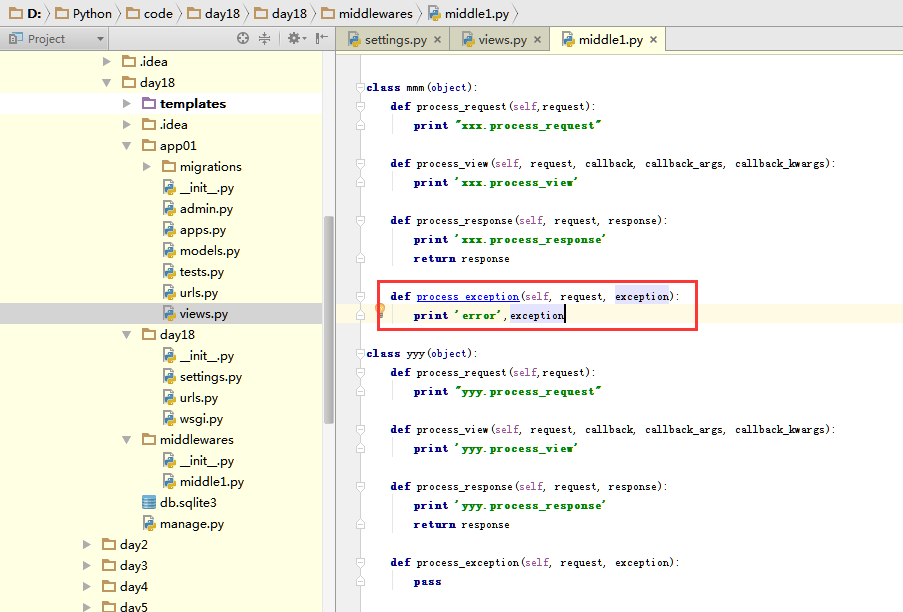 D: Python code day18 day18 middlewares middle1.py
Project
settings.py views.py middle1.py
.idea
day18
templates
.idea
app01
migrations
__init__.py
admin.py
apps.py
models.py
tests.py
urls.py
views.py
day18
__init__.py
settings.py
urls.py
wsgi.py
middlewares
__init__.py
middle1.py
db.sqlite3
manage.py
day2
day3
day4
day5
class mmm(object):
def process_request(self,request):
print "xxx.process_request"
def process_view(self, request, callback, callback_args, callback_kwargs):
print 'xxx.process_view'
def process_response(self, request, response):
print 'xxx.process_response'
return response
def process_exception(self, request, exception):
print 'error',exception
class yyy(object):
def process_request(self,request):
print "yyy.process_request"
def process_view(self, request, callback, callback_args, callback_kwargs):
print 'yyy.process_view'
def process_response(self, request, response):
print 'yyy.process_response'
return response
def process_exception(self, request, exception):
pass